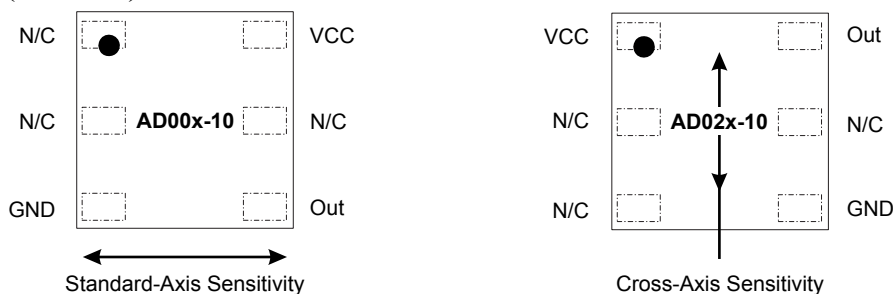 N/C VCC
N/C AD00x-10 N/C
GND Out
Standard-Axis Sensitivity
VCC Out
N/C AD02x-10 N/C
N/C GND
Cross-Axis Sensitivity